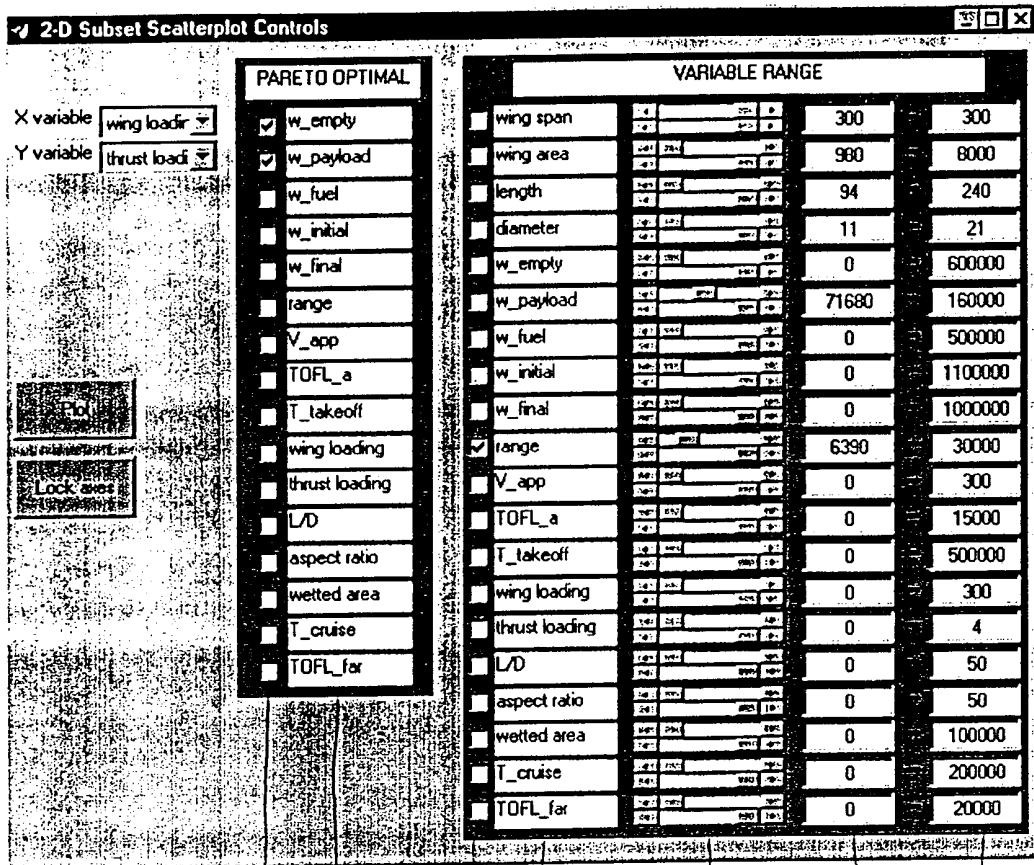 2-D Subset Scatterplot Controls
X variable wing loadir
Y variable thrust loadi
Plot
Lock axes
PARETO OPTIMAL
w_empty
w_payload
w_fuel
w_initial
w_final
range
V_app
TOFL_a
T_takeoff
wing loading
thrust loading
L/D
aspect ratio
wetted area
T_cruise
TOFL_far
VARIABLE RANGE
wing span 300 300
wing area 980 8000
length 94 240
diameter 11 21
w_empty 0 600000
w_payload 71680 160000
w_fuel 0 500000
w_initial 0 1100000
w_final 0 1000000
range 6390 30000
V_app 0 300
TOFL_a 0 15000
T_takeoff 0 500000
wing loading 0 300
thrust loading 0 4
L/D 0 50
aspect ratio 0 50
wetted area 0 100000
T_cruise 0 200000
TOFL_far 0 20000